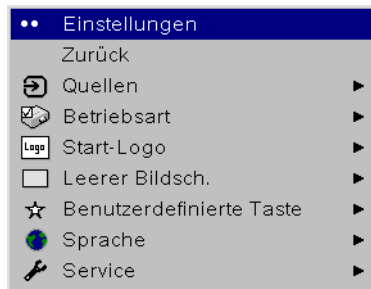 Einstellungen
Zurück
Quellen
Betriebsart
Logo Start-Logo
Leerer Bildsch.
Benutzerdefinierte Taste
Sprache
Service